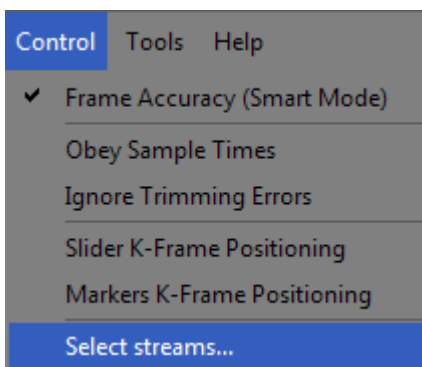 Control Tools Help
Frame Accuracy (Smart Mode)
Obey Sample Times
Ignore Trimming Errors
Slider K-Frame Positioning
Markers K-Frame Positioning
Select streams...